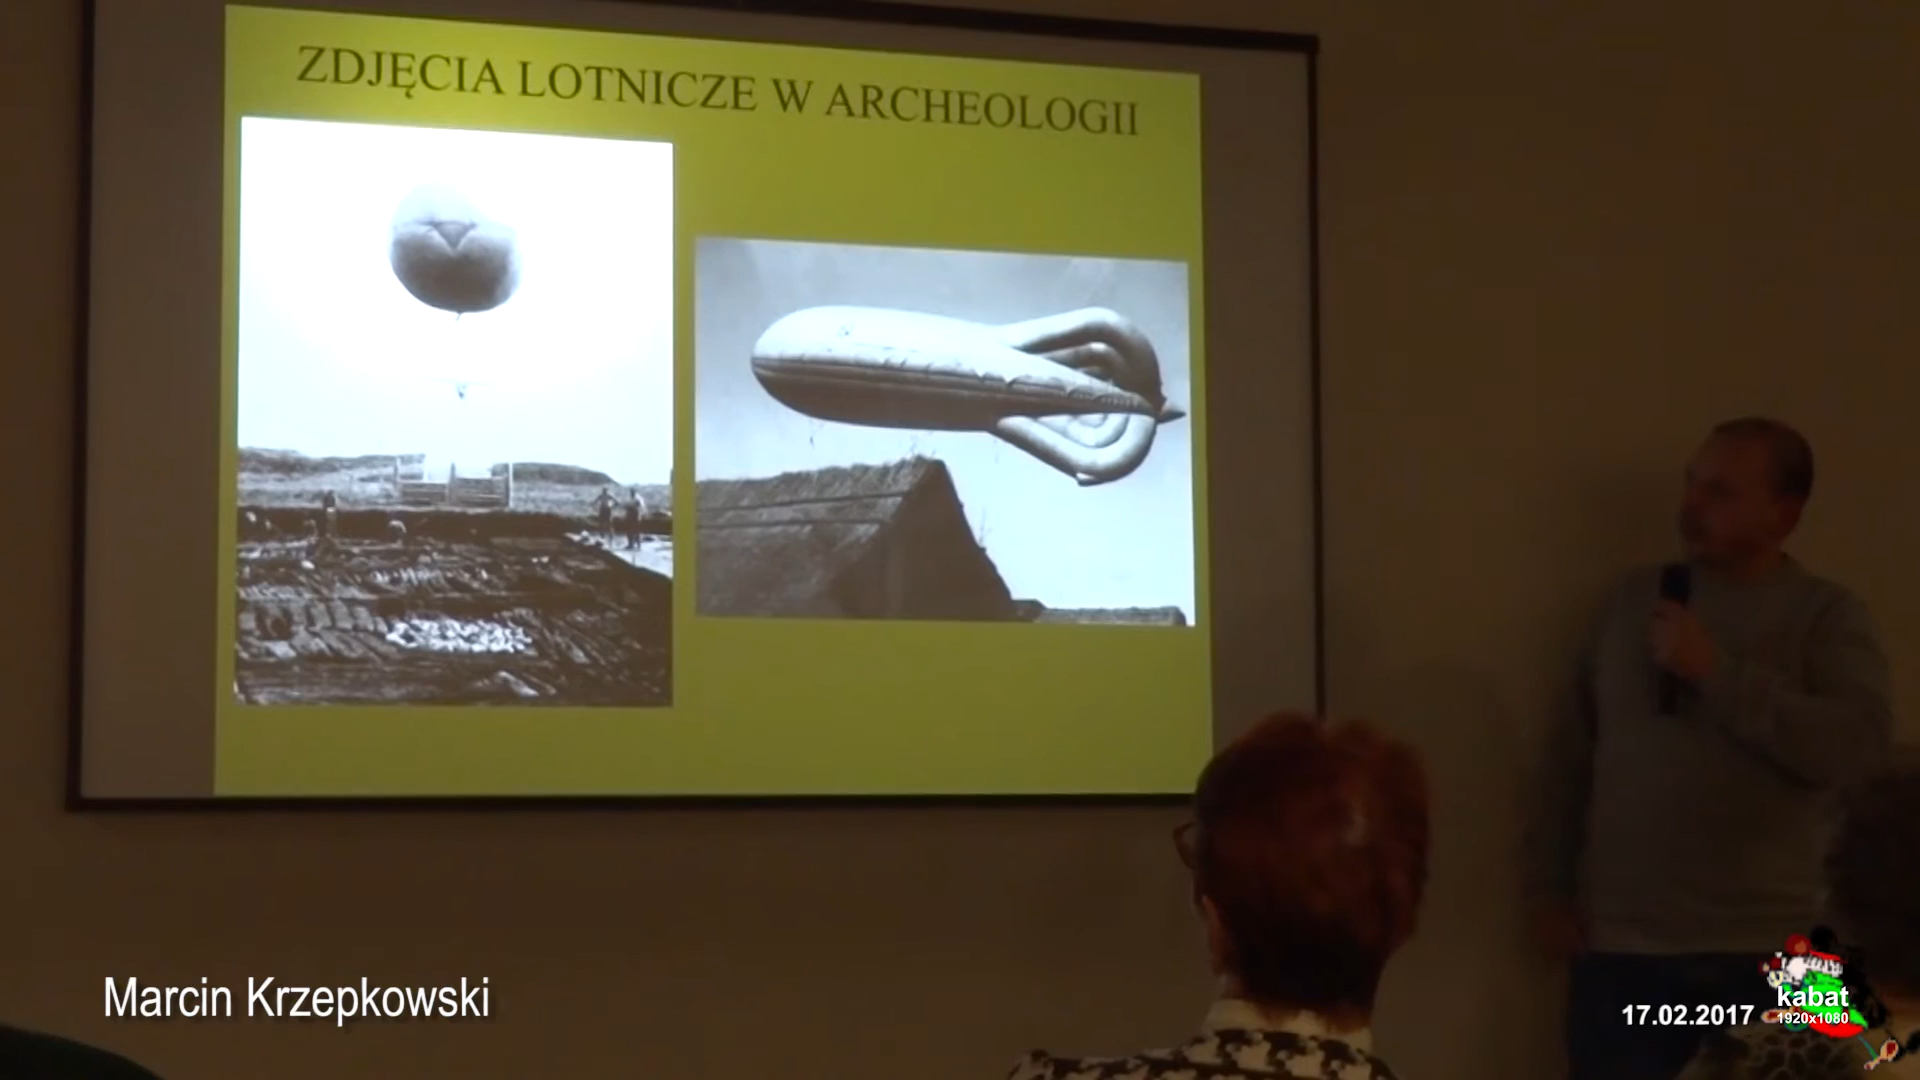 ZDJĘCIA LOTNICZE W ARCHEOLOGII
Marcin Krzepkowski
17.02.2017
kabat
1920x1080